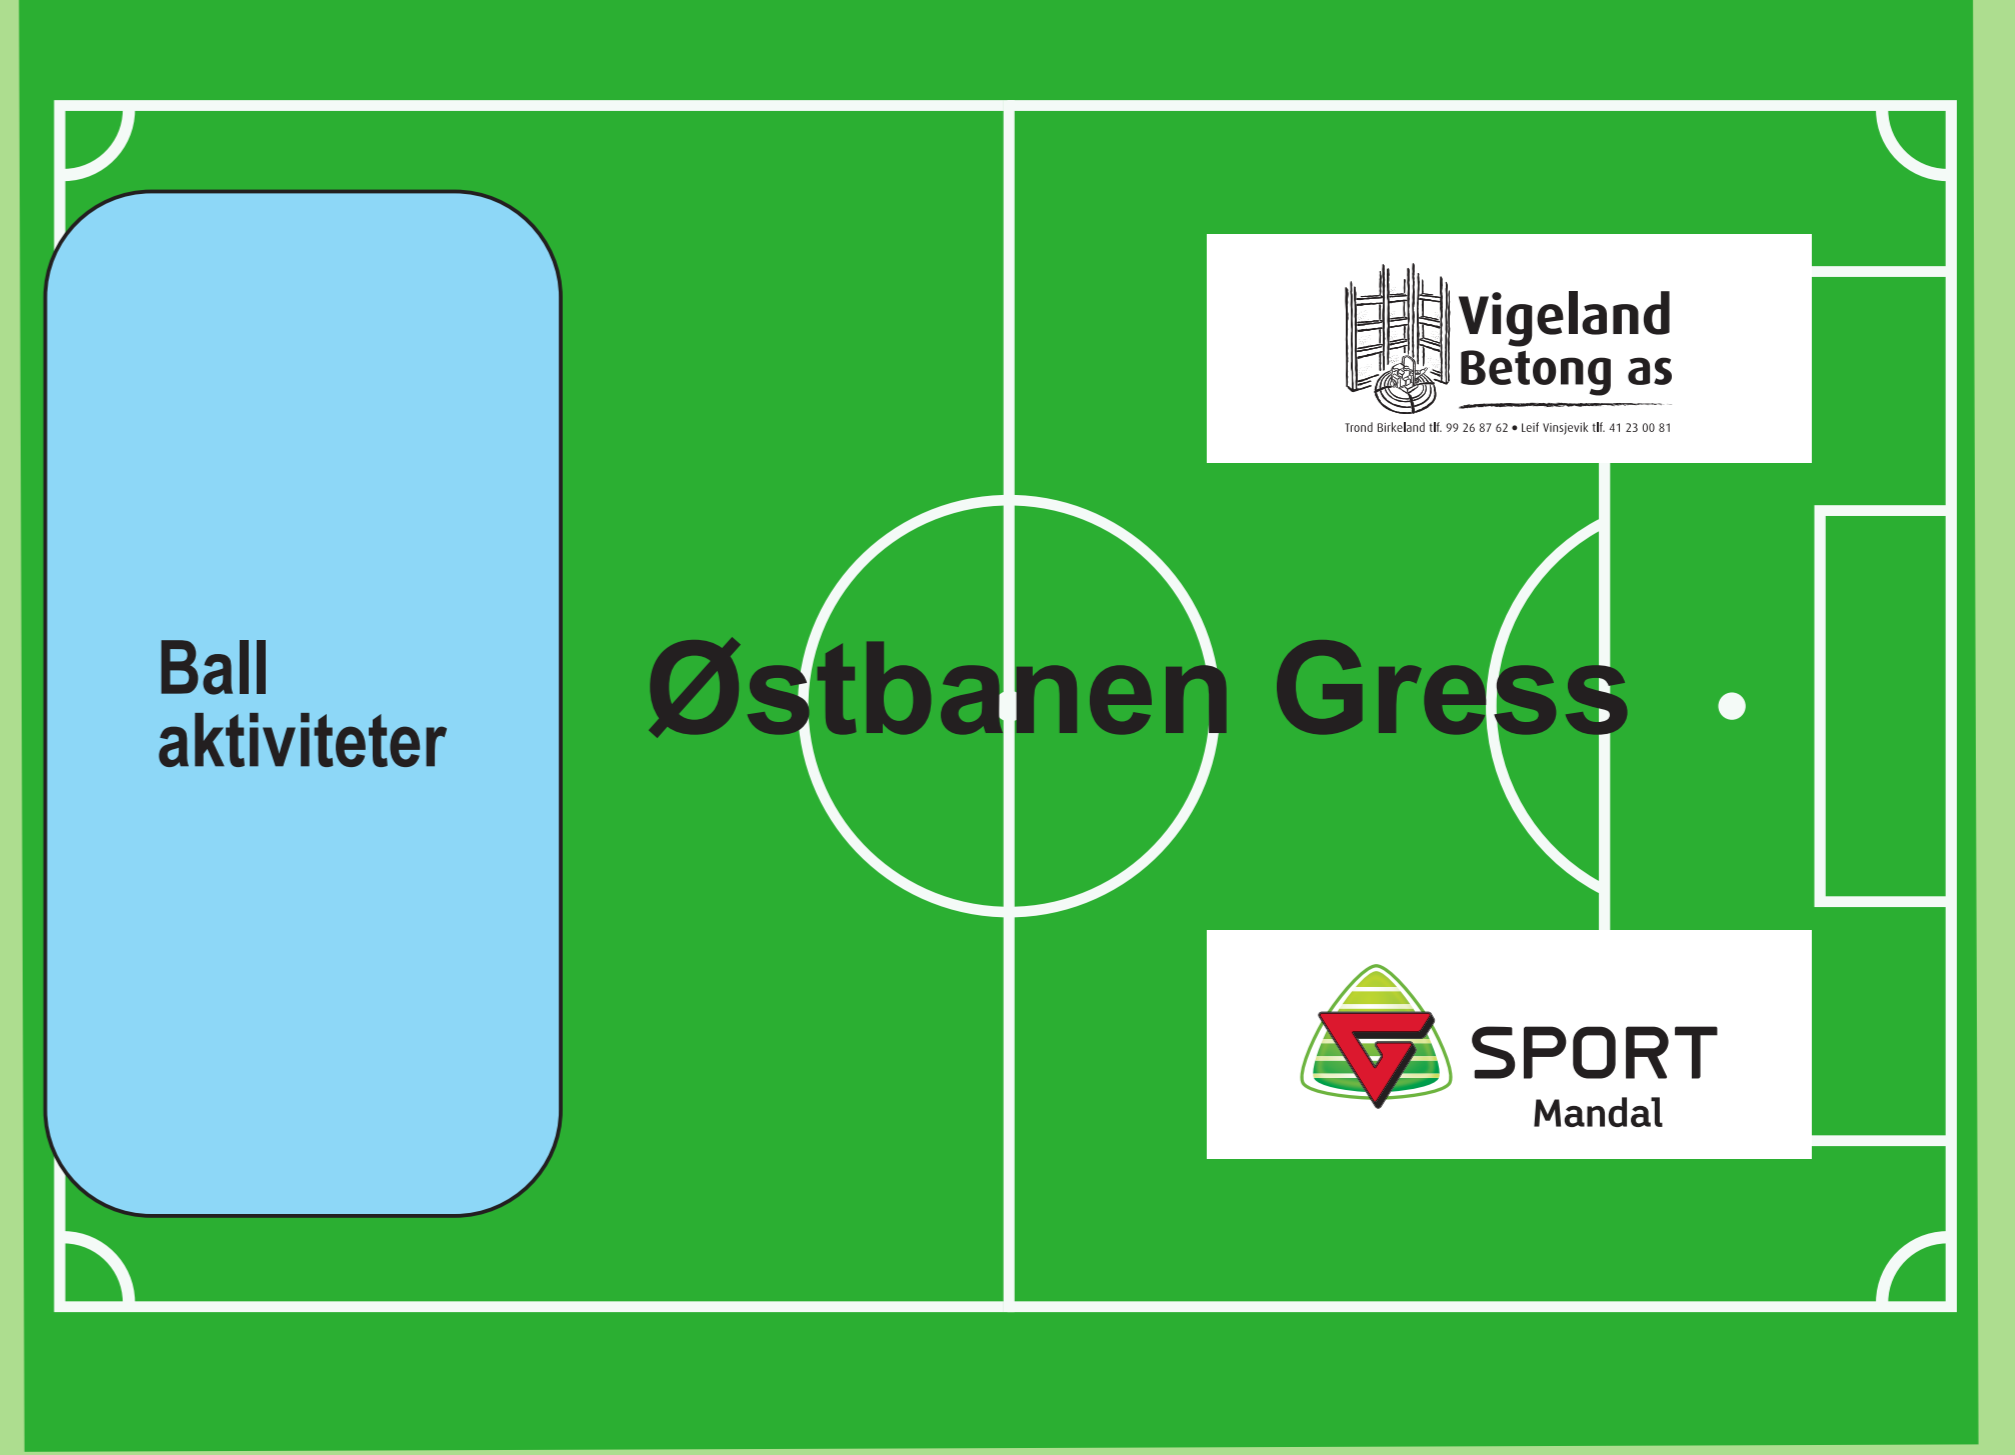 Vigeland
Betong as
Trond Birkeland tlf. 99 26 87 62 • Leif Vinsjevik tlf. 41 23 00 81
Ball
aktiviteter
Østbanen Gress
G SPORT
Mandal